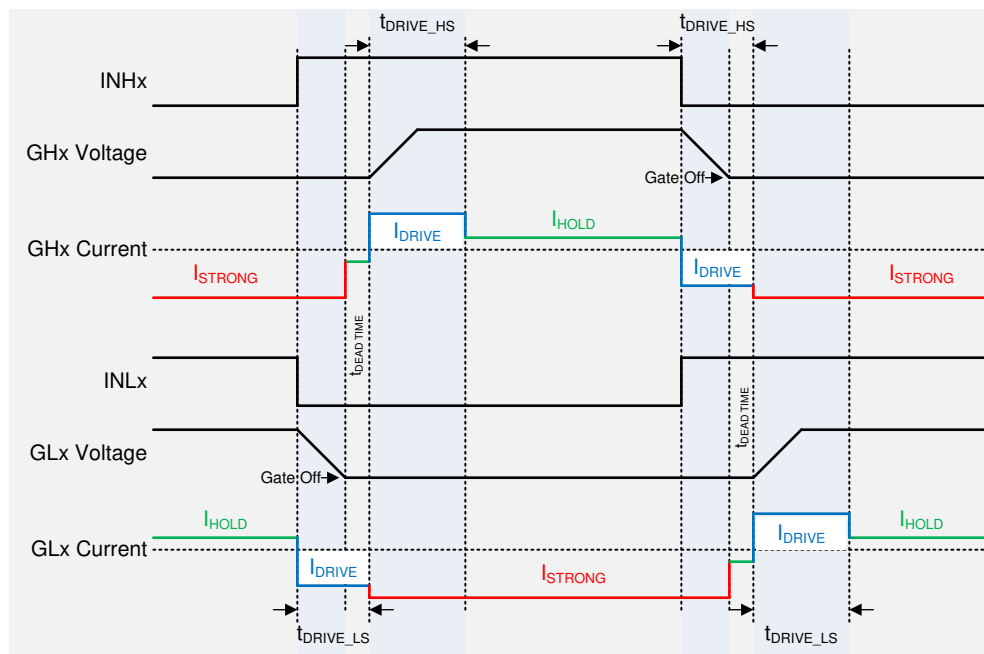 tDRIVE_HS
tDRIVE_HS
INHx
GHx Voltage
Gate Off
IHOLD
IDRIVE
GHx Current
IDRIVE
ISTRONG
ISTRONG
tDEAD TIME
INLx
tDEAD TIME
GLx Voltage
Gate Off
IHOLD
IHOLD
IDRIVE
GLx Current
IDRIVE
ISTRONG
tDRIVE_LS
tDRIVE_LS